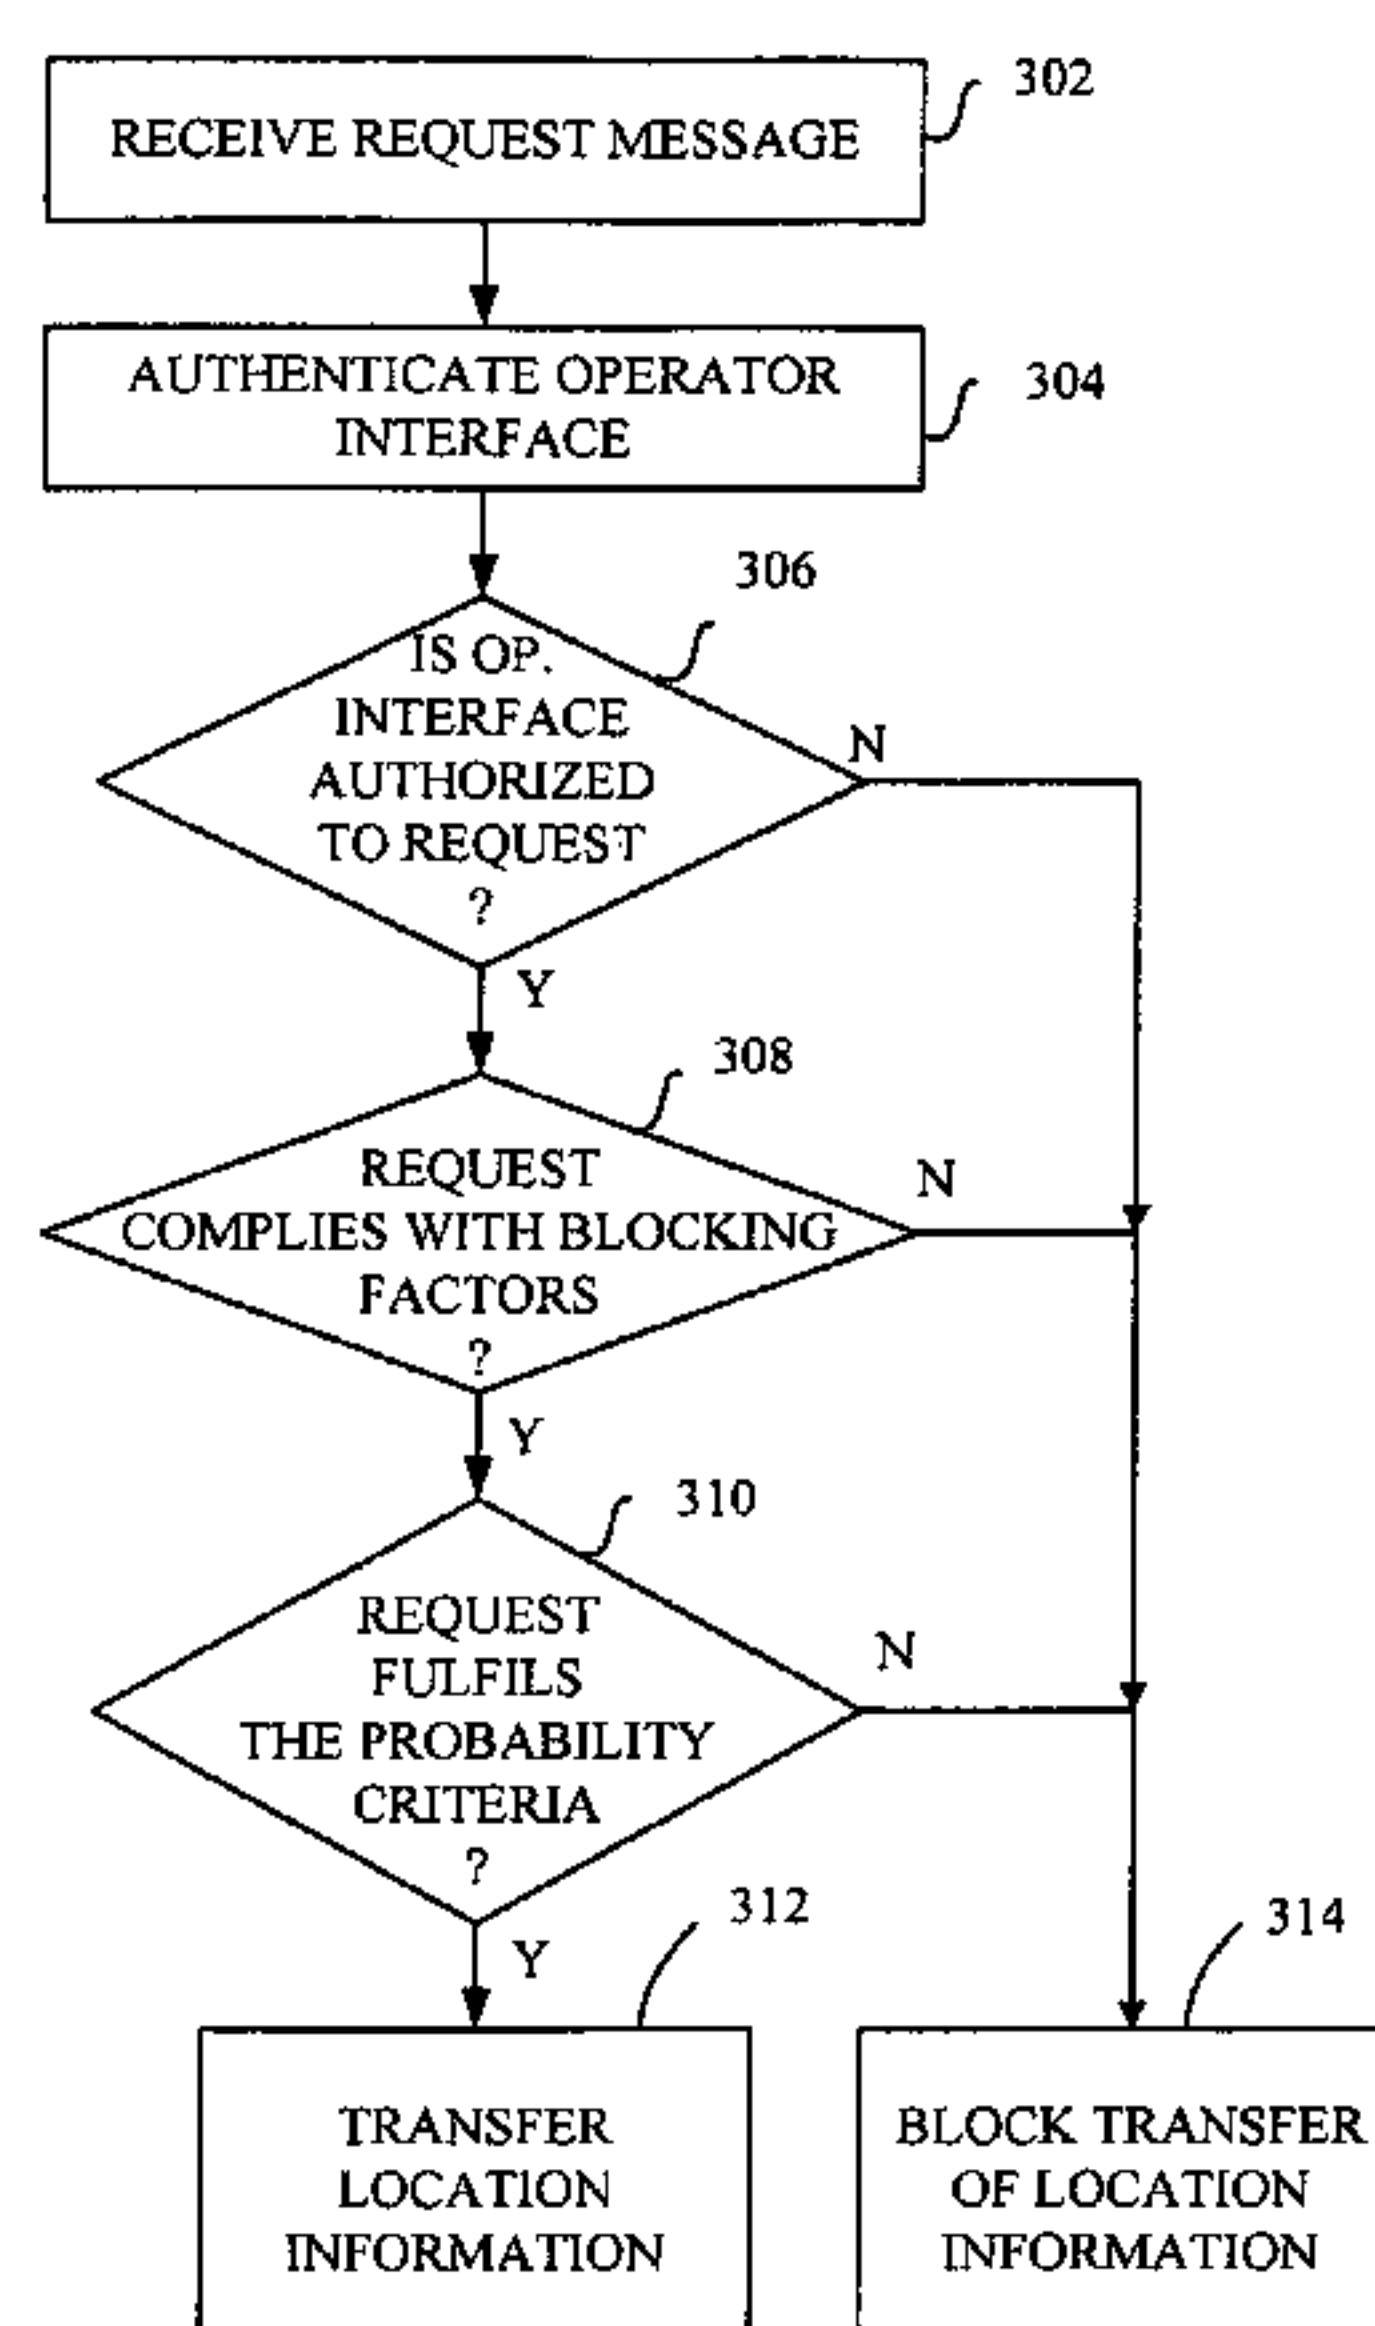 302
RECEIVE REQUEST MESSAGE
304
AUTHENTICATE OPERATOR
INTERFACE
306
IS OP.
INTERFACE
AUTHORIZED
TO REQUEST
?
N
Y
308
REQUEST
COMPLIES WITH BLOCKING
FACTORS
?
N
Y
310
REQUEST
FULFILS
THE PROBABILITY
CRITERIA
?
N
Y
312
TRANSFER
LOCATION
INFORMATION
314
BLOCK TRANSFER
OF LOCATION
INFORMATION